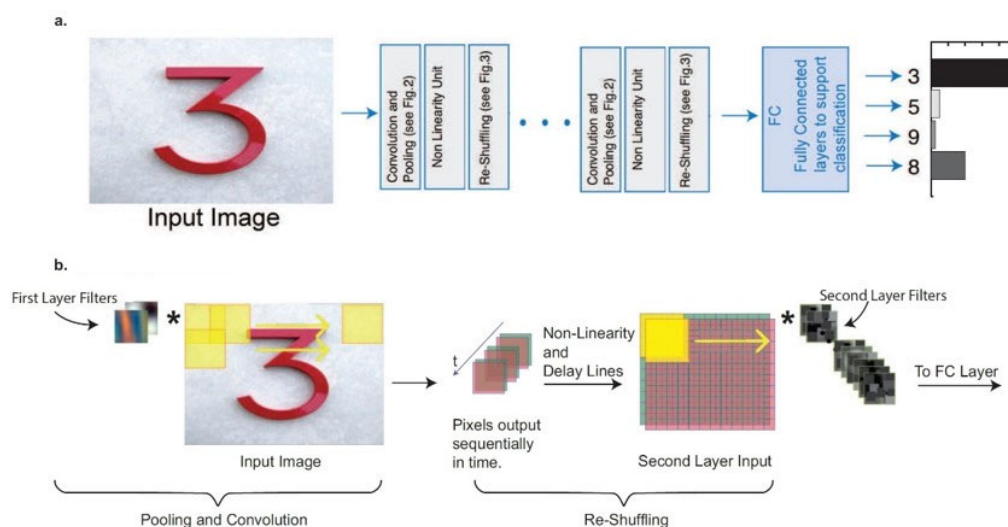 a.
3
Input Image
Convolution and
Pooling (see Fig.2)
Non Linearity Unit
Re-Shuffling (see Fig.3)
Convolution and
Pooling (see Fig.2)
Non Linearity Unit
Re-Shuffling (see Fig.3)
FC
Fully Connected
layers to support
classification
3
5
9
8
b.
First Layer Filters
*
3
Input Image
Pooling and Convolution
t
Pixels output
sequentially
in time.
Non-Linearity
and
Delay Lines
Second Layer Input
Re-Shuffling
*
Second Layer Filters
To FC Layer